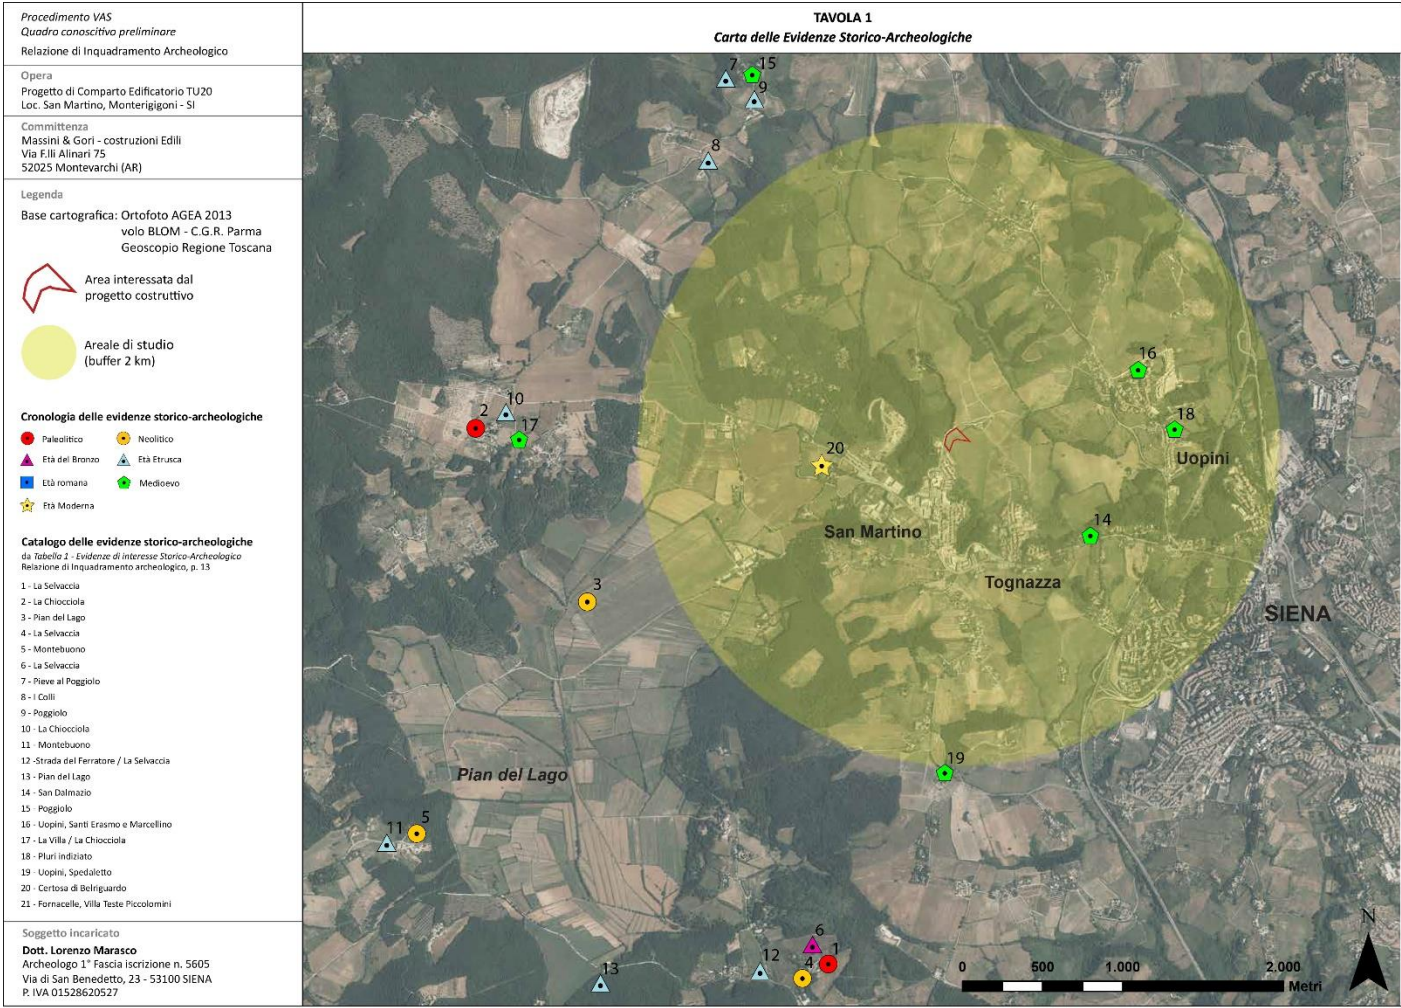 Procedimento VAS
Quadro conoscitivo preliminare
Relazione di Inquadramento Archeologico
Opera
Progetto di Comparto Edificatorio TU20
Loc. San Martino, Monterigigoni - SI
Committenza
Massini & Gori - costruzioni Edili
Via F.lli Alinari 75
52025 Montevarchi (AR)
Legenda
Base cartografica: Ortofoto AGEA 2013
volo BLOM - C.G.R. Parma
Geoscopio Regione Toscana
Area interessata dal
progetto costruttivo
Areale di studio
(buffer 2 km)
Cronologia delle evidenze storico-archeologiche
Paleolitico
Neolitico
Età del Bronzo
Età Etrusca
Età romana
Medioevo
Età Moderna
Catalogo delle evidenze storico-archeologiche
da Tabella 1 - Evidenze di interesse Storico-Archeologico
Relazione di Inquadramento archeologico, p. 13
1 - La Selvaccia
2 - La Chiocciola
3 - Pian del Lago
4 - La Selvaccia
5 - Montebuono
6 - La Selvaccia
7 - Pieve al Poggiolo
8 - I Colli
9 - Poggiolo
10 - La Chiocciola
11 - Montebuono
12 -Strada del Ferratore / La Selvaccia
13 - Pian del Lago
14 - San Dalmazio
15 - Poggiolo
16 - Uopini, Santi Erasmo e Marcellino
17 - La Villa / La Chiocciola
18 - Pluri indiziato
19 - Uopini, Spedaletto
20 - Certosa di Belriguardo
21 - Fornacelle, Villa Teste Piccolomini
Soggetto incaricato
Dott. Lorenzo Marasco
Archeologo 1° Fascia iscrizione n. 5605
Via di San Benedetto, 23 - 53100 SIENA
P. IVA 01528620527
TAVOLA 1
Carta delle Evidenze Storico-Archeologiche
7
15
9
8
16
10
2
17
18
20
Uopini
San Martino
14
Tognazza
3
SIENA
19
Pian del Lago
5
11
6
1
12
4
13
N
0
500
1.000
2.000
Metri